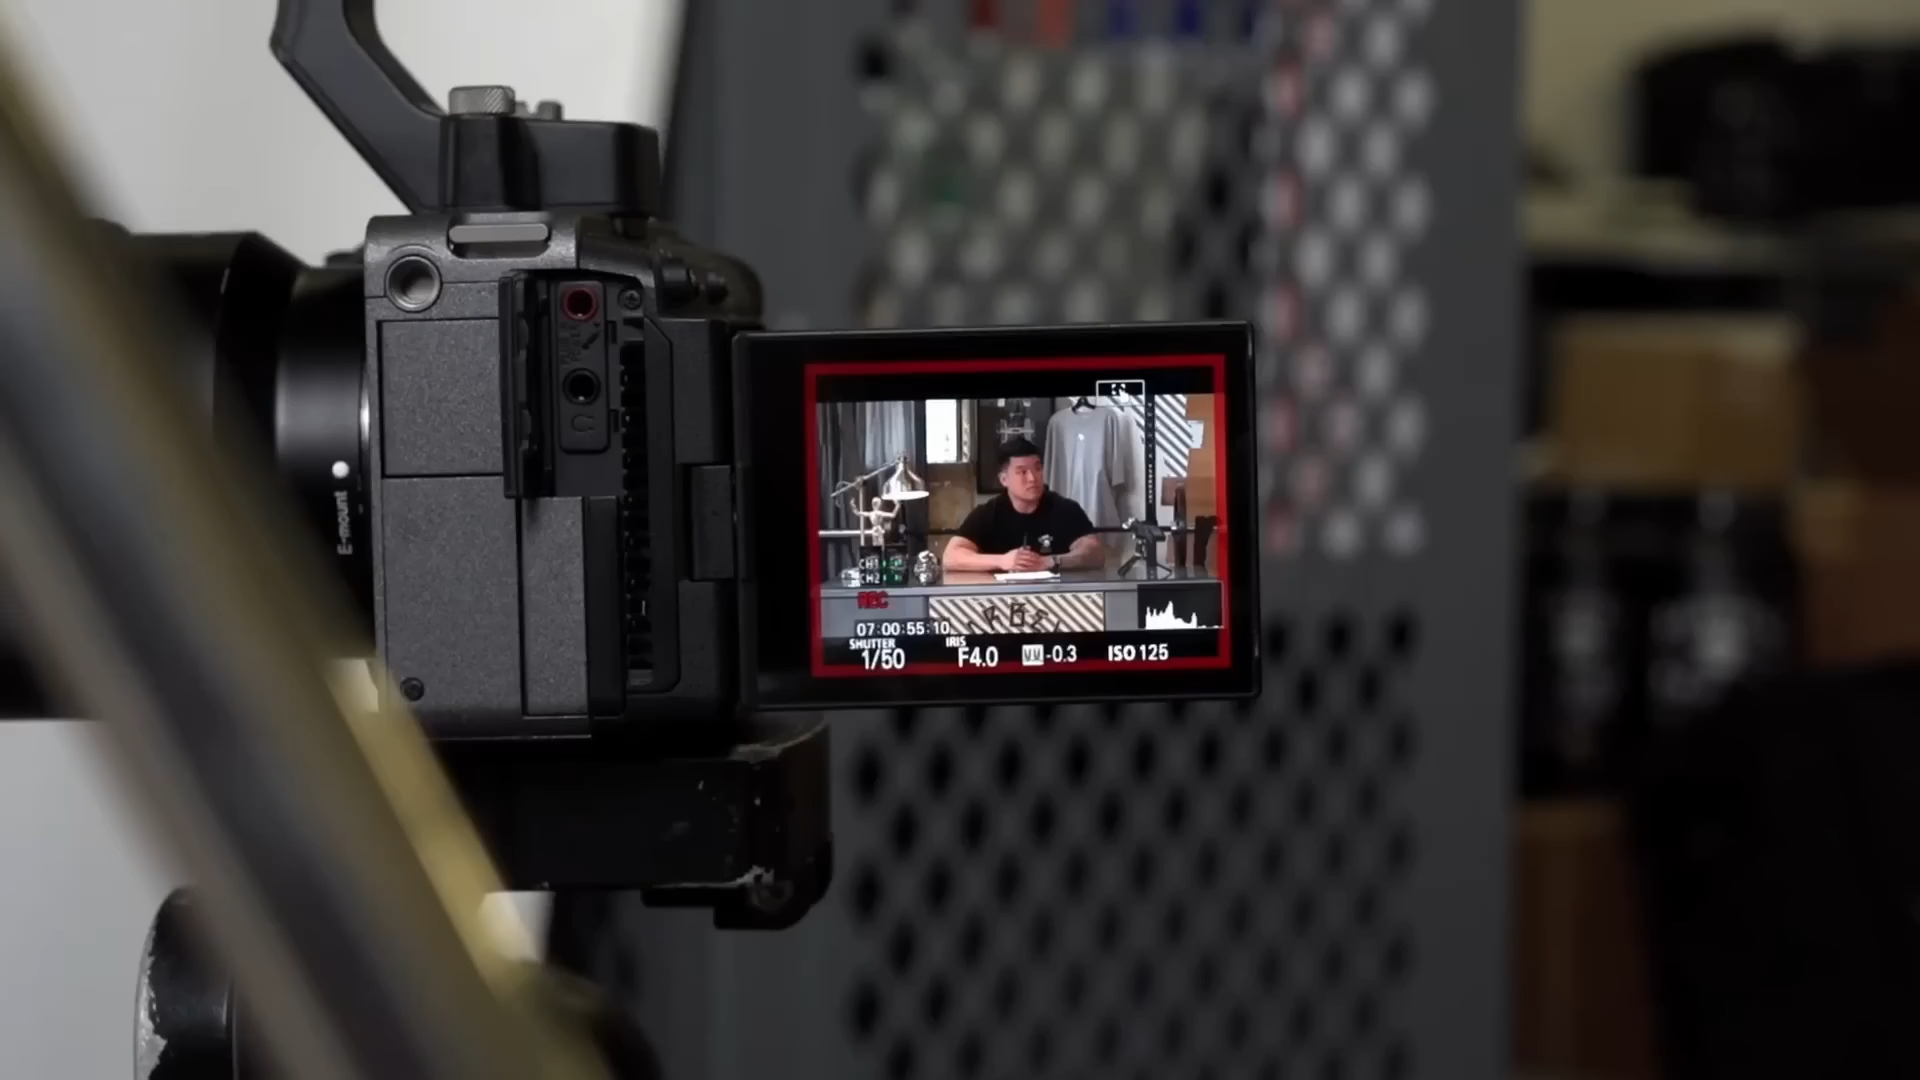 E-mount
CH1
CH2
REC
07:00:55:10
SHUTTER
1/50
IRIS
F4.0
-0.3
ISO 125